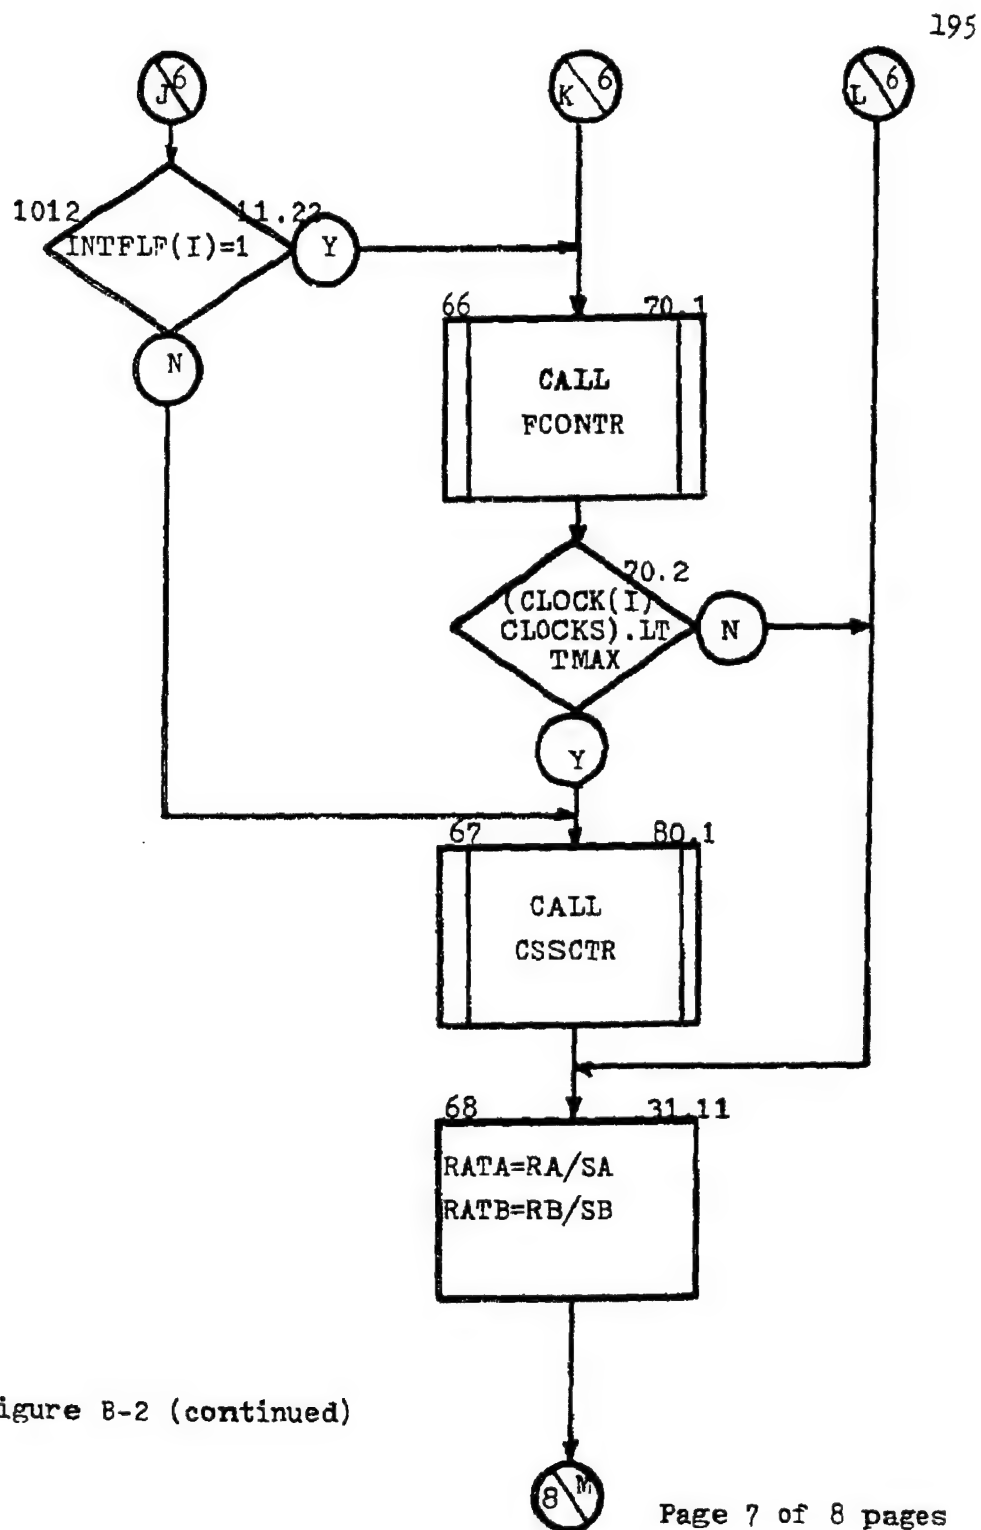 195
J 6
K 6
L 6
1012
11.22
INTFLF(I)=1
Y
N
66
70.1
CALL
FCONTR
70.2
(CLOCK(I)
CLOCKS).LT
TMAX
N
Y
67
80.1
CALL
CSSCTR
68
31.11
RATA=RA/SA
RATB=RB/SB
igure B-2 (continued)
8 M
Page 7 of 8 pages